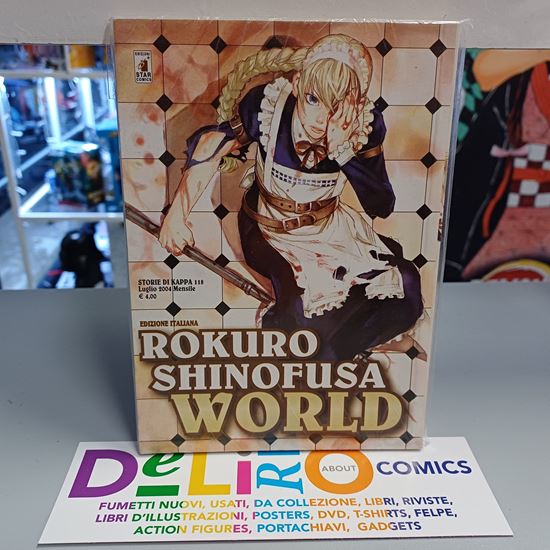 EDIZIONI
STAR
COMICS
STORIE DI KAPPA 118
Luglio 2004 Mensile
€ 4,00
EDIZIONE ITALIANA
ROKURO
SHINOFUSA
WORLD
DeLiRiO ABOUT COMICS
FUMETTI NUOVI, USATI, DA COLLEZIONE, LIBRI, RIVISTE,
LIBRI D'ILLUSTRAZIONI, POSTERS, DVD, T-SHIRTS, FELPE,
ACTION FIGURES, PORTACHIAVI, GADGETS